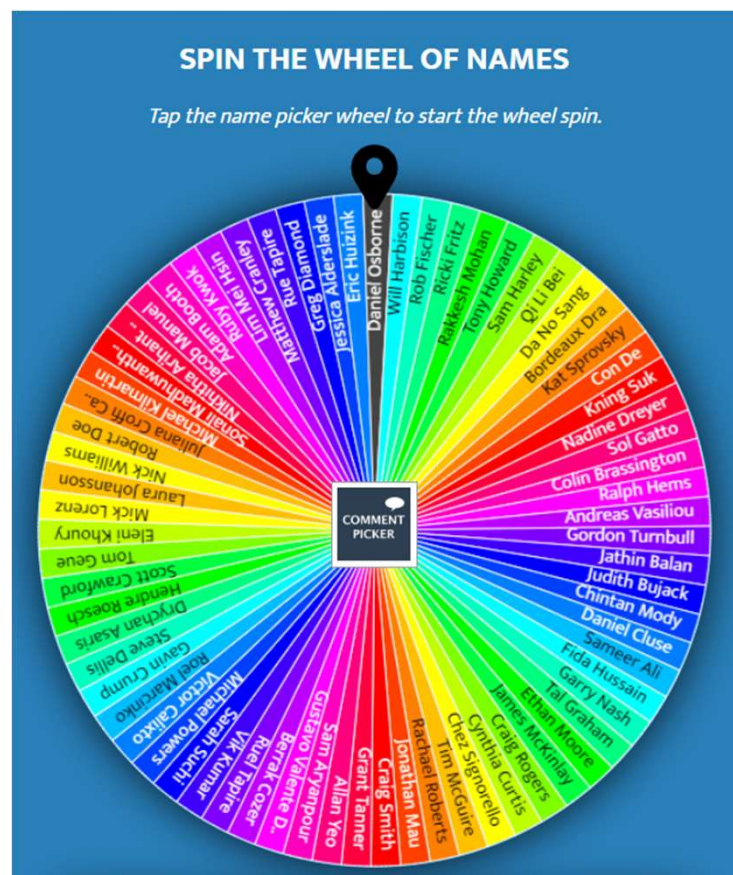 SPIN THE WHEEL OF NAMES
Tap the name picker wheel to start the wheel spin.
Daniel Osborne
Will Harbison
Rob Fischer
Ricki Fritz
Rakkesh Mohan
Tony Howard
Sam Harley
Qi Li Bei
Da No Sang
Bordeaux Dra
Kat Sprovsky
Con De
Kning Suk
Nadine Dreyer
Sol Gatto
Colin Brassington
Ralph Hems
Andreas Vasiliou
Gordon Turnbull
Jathin Balan
Judith Bujack
Chintan Mody
Daniel Cluse
Sameer Ali
Fida Hussain
Garry Nash
Tal Graham
Ethan Moore
James McKinlay
Craig Rogers
Cynthia Curtis
Chez Signorello
Tim McGuire
Rachael Roberts
Jonathan Mau
Craig Smith
Grant Tanner
Allan Yeo
Sam Aryanpour
Gustavo Valente D..
Berrak Cozer
Ruel Tapire
Vik Kumar
Sarah Suchi
Michael Powers
Victor Calixto
Roel Marcinko
Gavin Crump
Steve Dellis
Drychan Asaris
Hendre Roesch
Scott Crawford
Tom Geue
Eleni Khoury
Mick Lorenz
Laura Johansson
Nick Williams
Robert Doe
Juliana Croffi Ca..
Michael Kilmartin
Sonali Madhuwanth..
Nikhitha Arihant ..
Jacob Manuel
Adam Booth
Ruby Kwok
Lim Mei Hsin
Matthew Cranley
Rue Tapire
Greg Diamond
Jessica Alderslade
Eric Huizink
COMMENT
PICKER